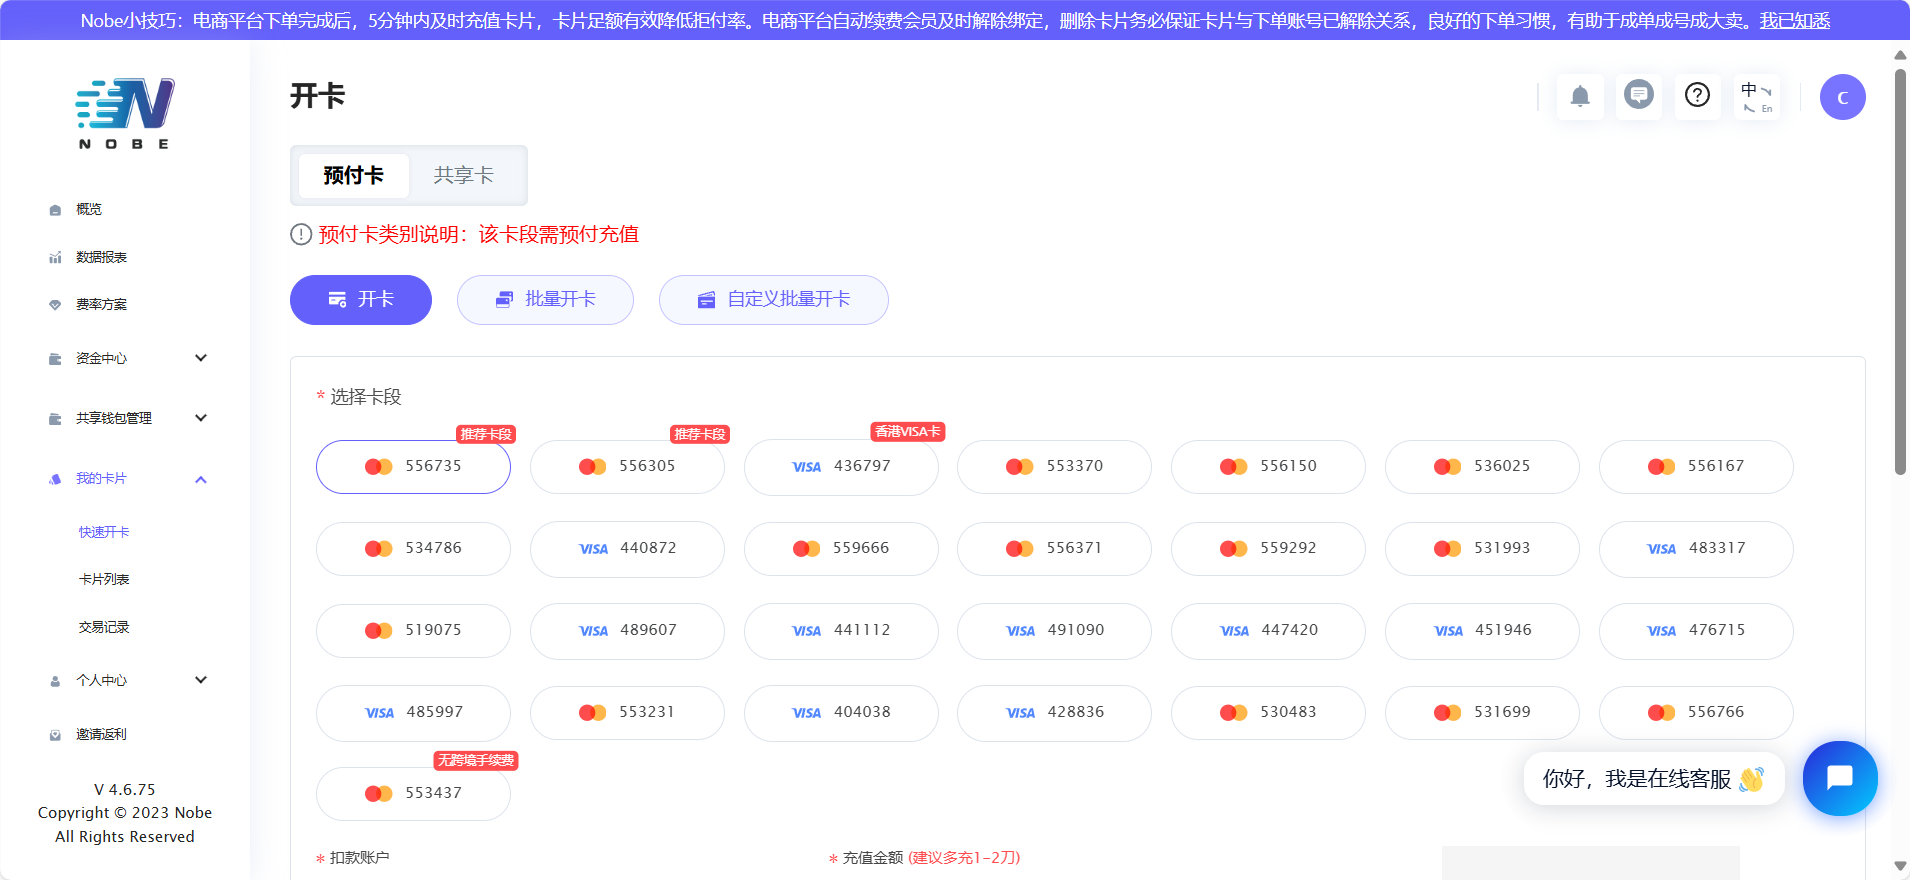 Nobe小技巧：电商平台下单完成后，5分钟内及时充值卡片，卡片足额有效降低拒付率。电商平台自动续费会员及时解除绑定，删除卡片务必保证卡片与下单账号已解除关系，良好的下单习惯，有助于成单成号成大卖。我已知悉
NOBE
开卡
中 En
C
预付卡 共享卡
预付卡类别说明：该卡段需预付充值
开卡 批量开卡 自定义批量开卡
概览
数据报表
费率方案
资金中心
共享钱包管理
我的卡片
快速开卡
卡片列表
交易记录
个人中心
邀请返利
V 4.6.75
Copyright © 2023 Nobe
All Rights Reserved
* 选择卡段
推荐卡段 推荐卡段 香港VISA卡
556735 556305 VISA 436797 553370 556150 536025 556167
534786 VISA 440872 559666 556371 559292 531993 VISA 483317
519075 VISA 489607 VISA 441112 VISA 491090 VISA 447420 VISA 451946 VISA 476715
VISA 485997 553231 VISA 404038 VISA 428836 530483 531699 556766
无跨境手续费
553437
你好，我是在线客服 👋
* 扣款账户 * 充值金额 (建议多充1-2刀)